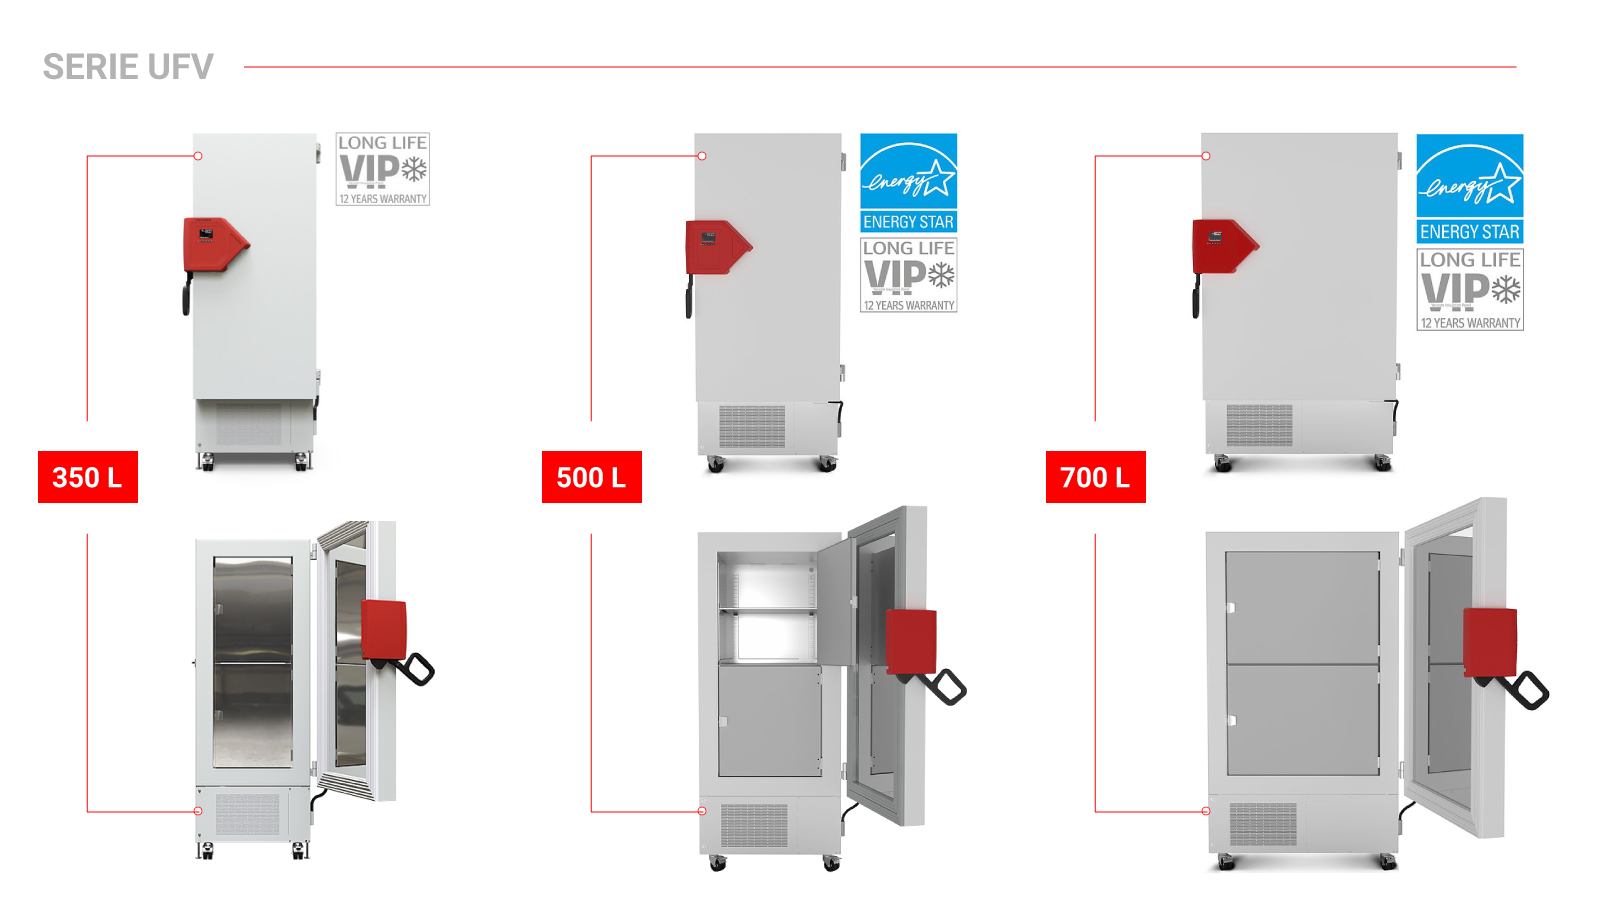 SERIE UFV
LONG LIFE
VIP
12 YEARS WARRANTY
energy
ENERGY STAR
LONG LIFE
VIP
12 YEARS WARRANTY
energy
ENERGY STAR
LONG LIFE
VIP
12 YEARS WARRANTY
350 L
500 L
700 L